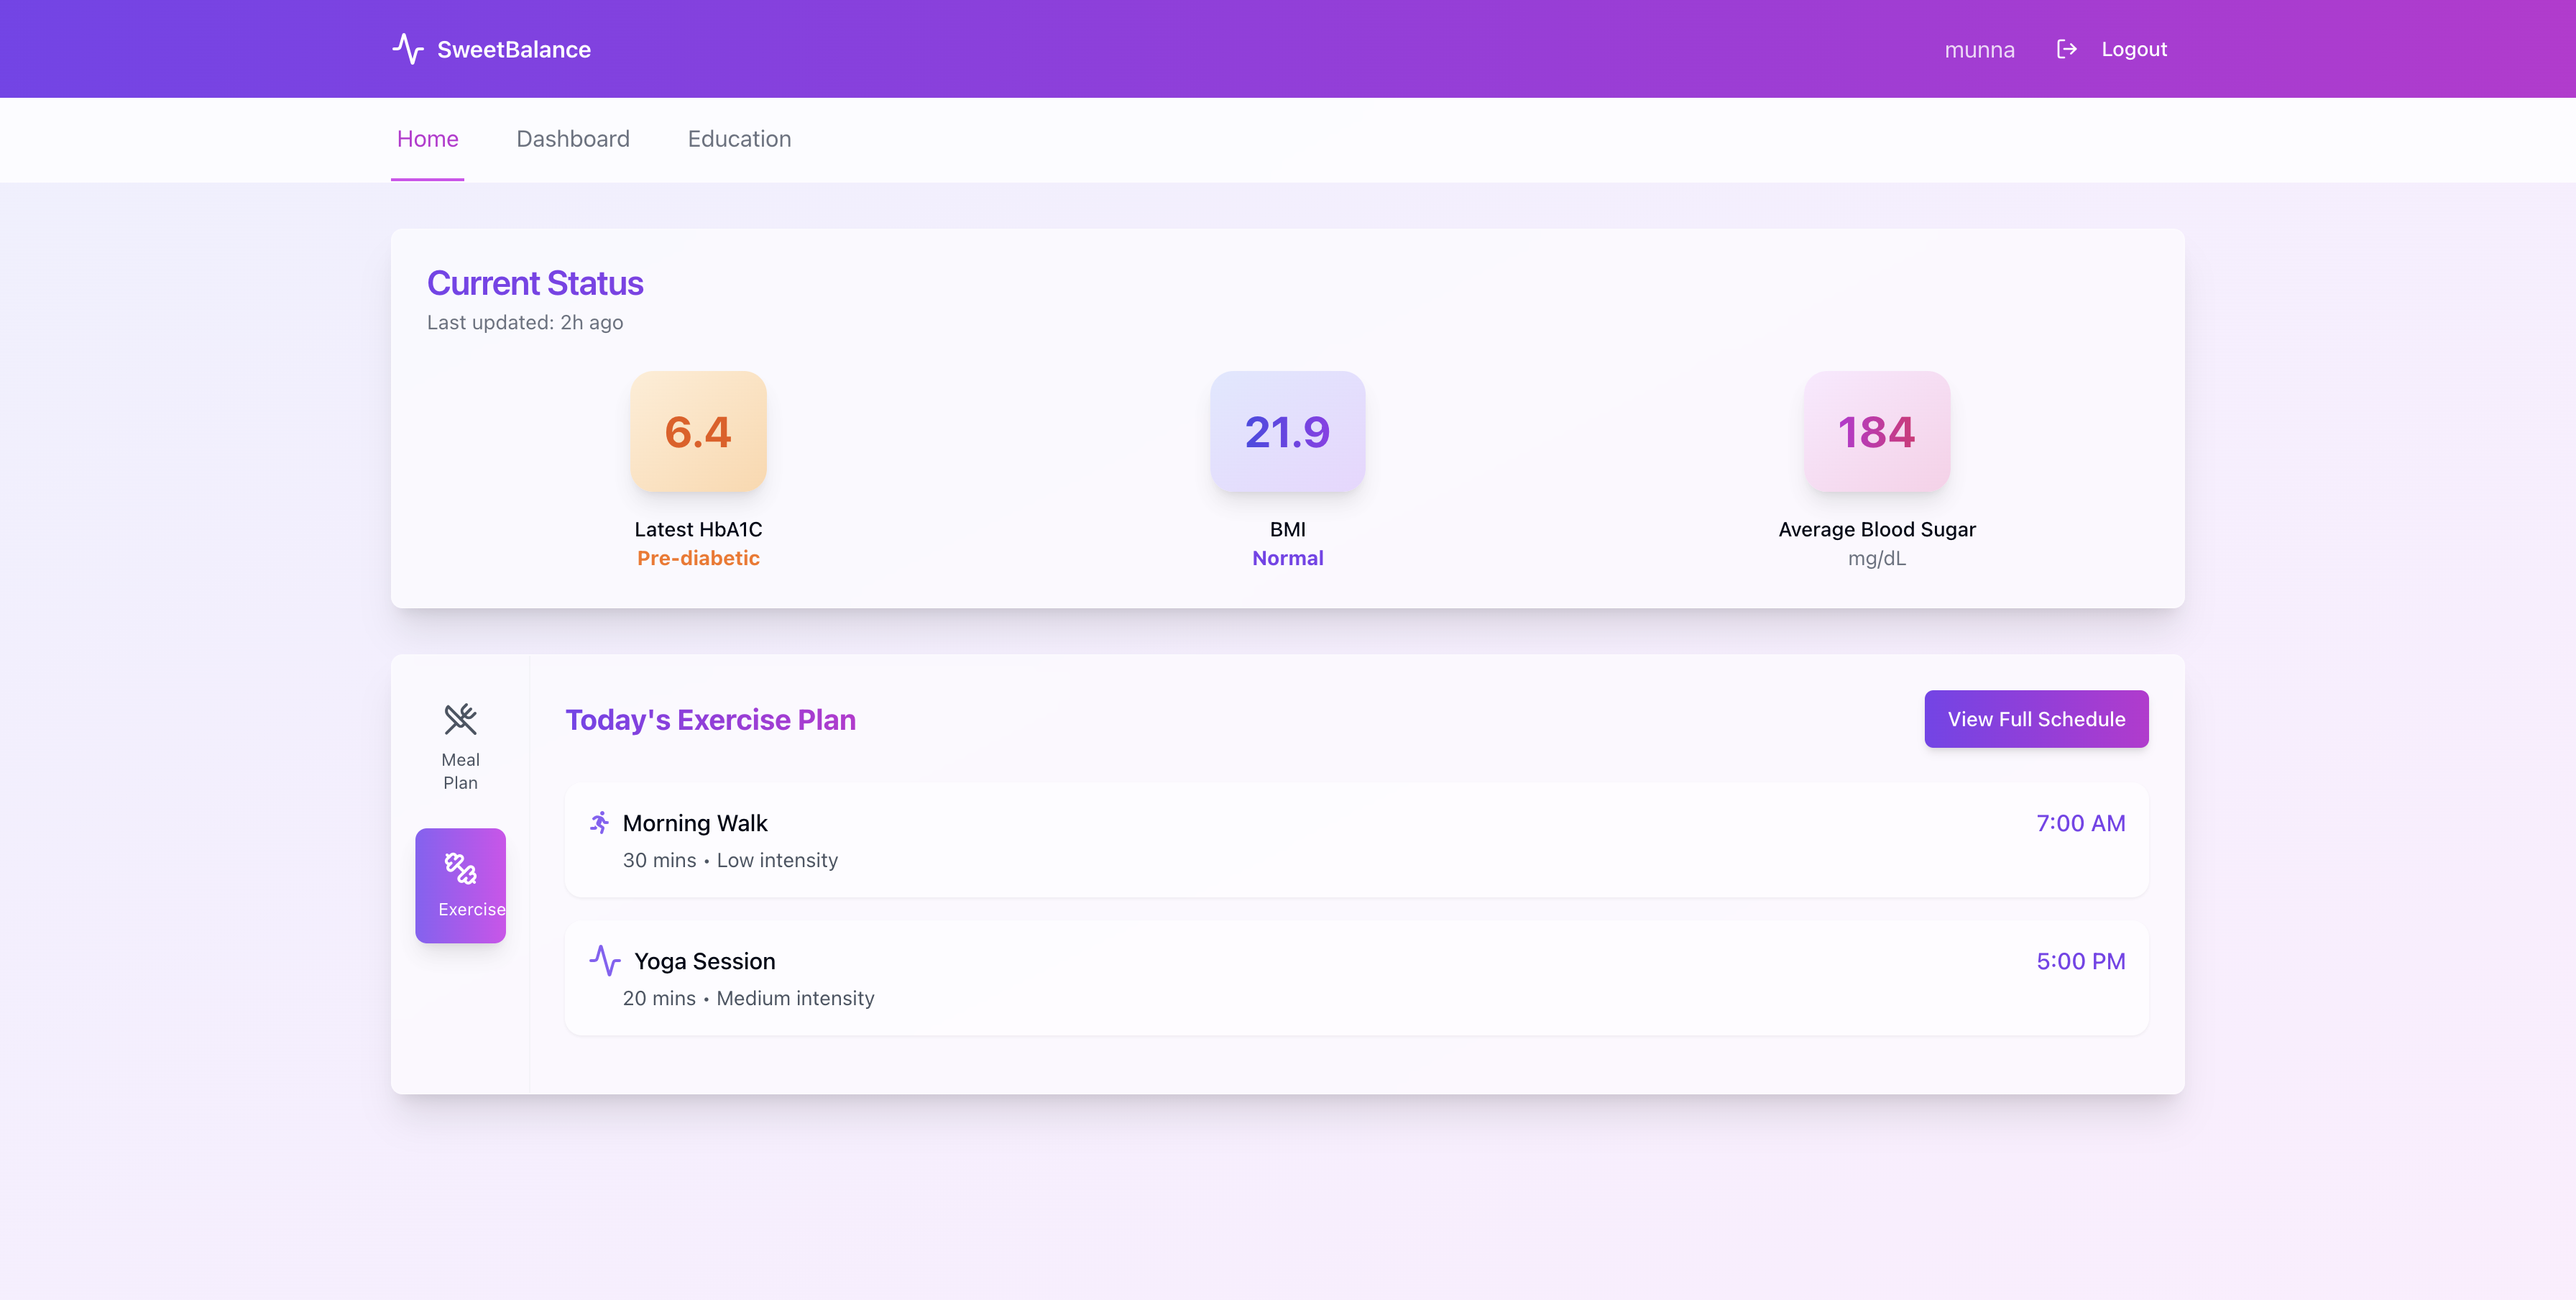 SweetBalance
munna
Logout
Home
Dashboard
Education
Current Status
Last updated: 2h ago
6.4
Latest HbA1C
Pre-diabetic
21.9
BMI
Normal
184
Average Blood Sugar
mg/dL
Meal
Plan
Exercise
Today's Exercise Plan
View Full Schedule
Morning Walk
7:00 AM
30 mins • Low intensity
Yoga Session
5:00 PM
20 mins • Medium intensity